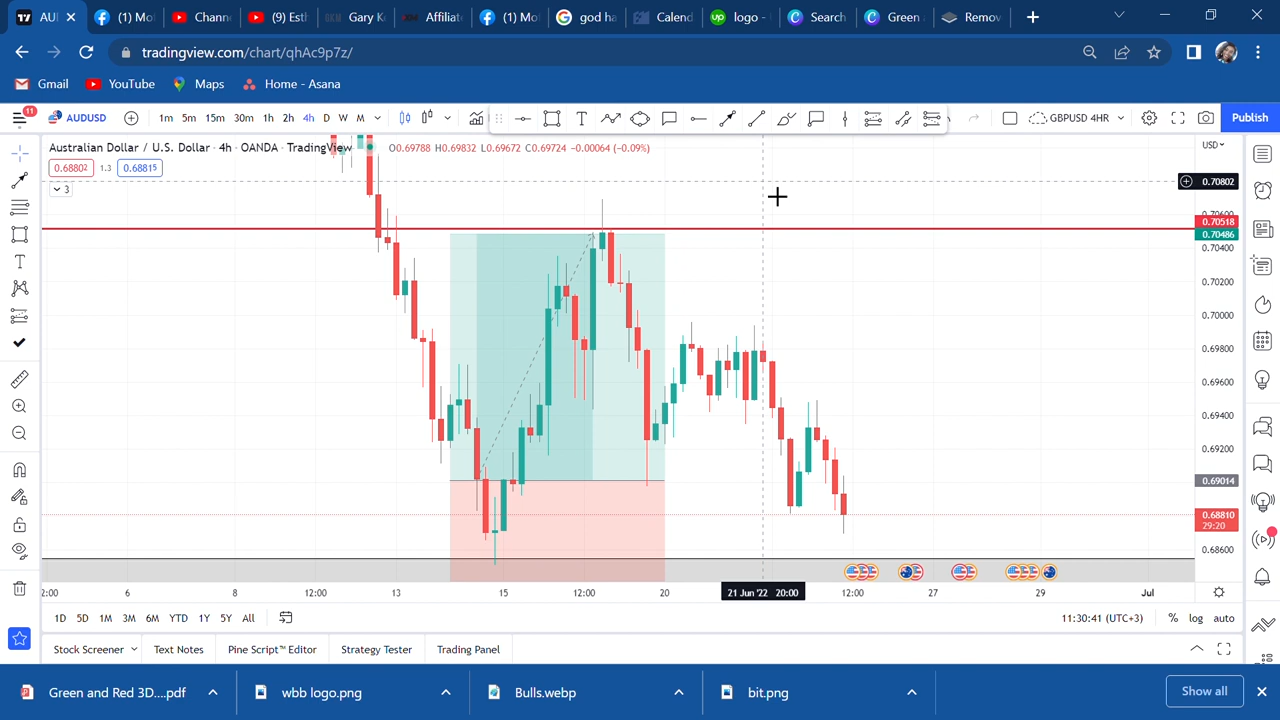 AU
(1) Mo
Chann
(9) Est
Gary K
Affiliate
(1) Mo
god ha
Calend
logo -
Search
Green
Remov
tradingview.com/chart/qhAc9p7z/
Gmail
YouTube
Maps
Home - Asana
11
AUDUSD
1m
5m
15m
30m
1h
2h
4h
D
W
M
GBPUSD 4HR
Publish
Australian Dollar / U.S. Dollar · 4h · OANDA · TradingView
O0.69788 H0.69832 L0.69672 C0.69724 −0.00064 (−0.09%)
USD
0.68802
1.3
0.68815
3
0.70802
0.70600
0.70518
0.70486
0.70400
0.70200
0.70000
0.69800
0.69600
0.69400
0.69200
0.69014
0.68810
29:20
0.68600
2:00
6
12:00
8
12:00
13
15
12:00
20
21 Jun '22 20:00
12:00
27
29
Jul
1D
5D
1M
3M
6M
YTD
1Y
5Y
All
11:30:41 (UTC+3)
%
log
auto
Stock Screener
Text Notes
Pine Script™ Editor
Strategy Tester
Trading Panel
Green and Red 3D....pdf
wbb logo.png
Bulls.webp
bit.png
Show all